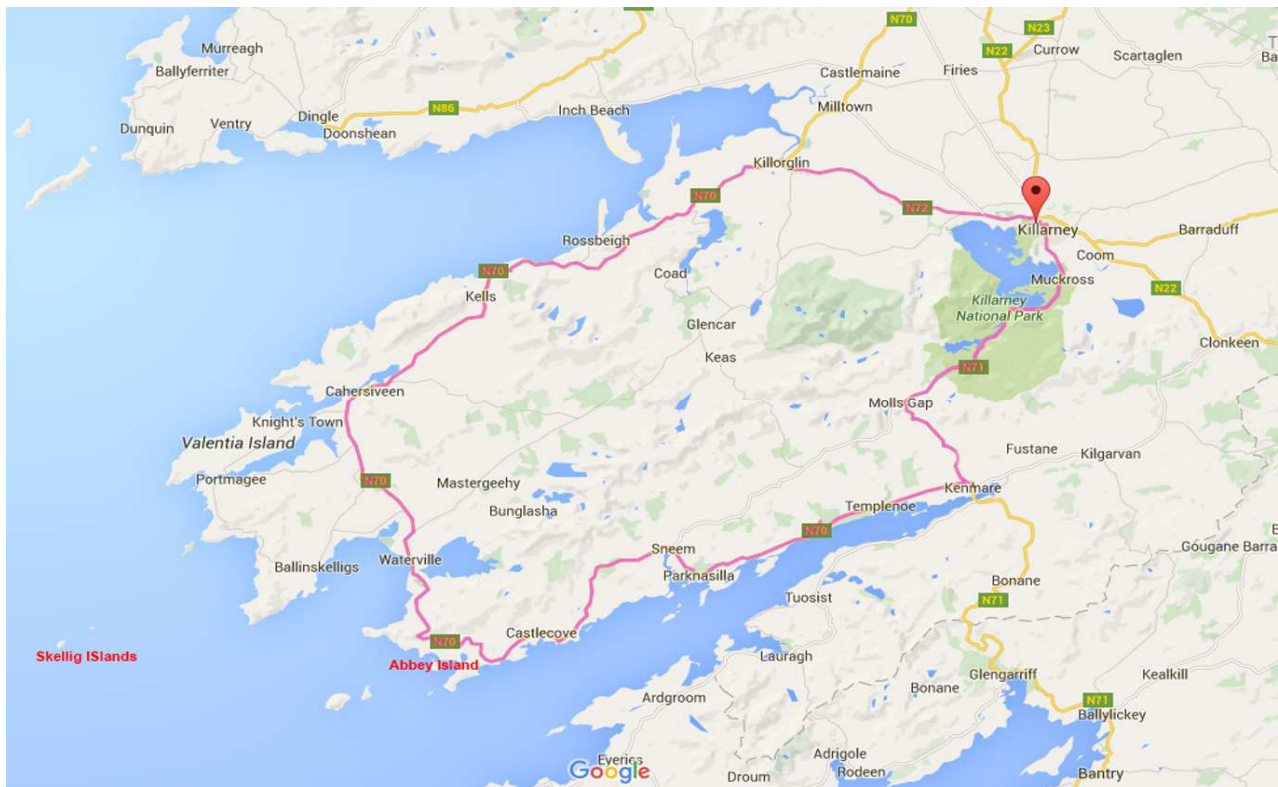 N70
N23
N22
Currow
Scartaglen
Murreagh
Ballyferriter
Castlemaine
Firies
Milltown
N86
Inch Beach
Dingle
Ventry
Dunquin
Doonshean
Killorglin
N70
N72
Killarney
Barraduff
Rossbeigh
Coom
N70
Coad
Muckross
N22
Kells
Killarney
National Park
Glencar
Clonkeen
Keas
N71
Cahersiveen
Molls Gap
Knight's Town
Valentia Island
Fustane
Kilgarvan
Portmagee
N70
Mastergeehy
Kenmare
Bunglasha
Templenoe
N70
Sneem
Gougane Barra
Waterville
Ballinskelligs
Parknasilla
Bonane
Tuosist
N71
Castlecove
N70
Skellig ISlands
Abbey Island
Lauragh
Glengarriff
Kealkill
Bonane
Ardgroom
N71
Ballylickey
Adrigole
Everies
Google
Droum
Rodeen
Bantry